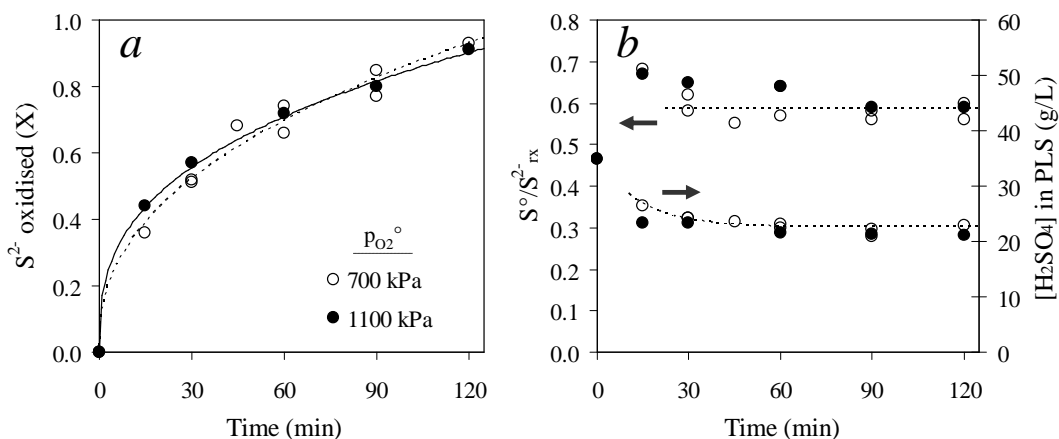 a
S²⁻ oxidised (X)
1.0
0.8
0.6
0.4
0.2
0.0
pO2°
700 kPa
1100 kPa
0 30 60 90 120
Time (min)
b
S°/S²⁻rx
0.8
0.7
0.6
0.5
0.4
0.3
0.2
0.1
0.0
60
50
40
30
20
10
0
[H₂SO₄] in PLS (g/L)
0 30 60 90 120
Time (min)